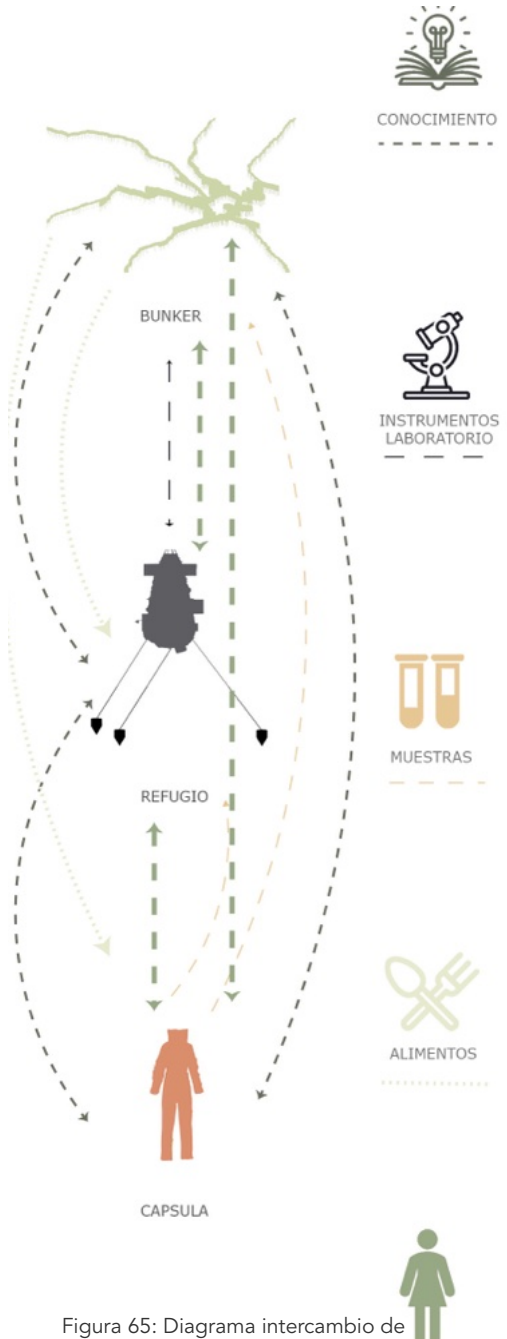 CONOCIMIENTO
BUNKER
INSTRUMENTOS
LABORATORIO
MUESTRAS
REFUGIO
ALIMENTOS
CAPSULA
Figura 65: Diagrama intercambio de